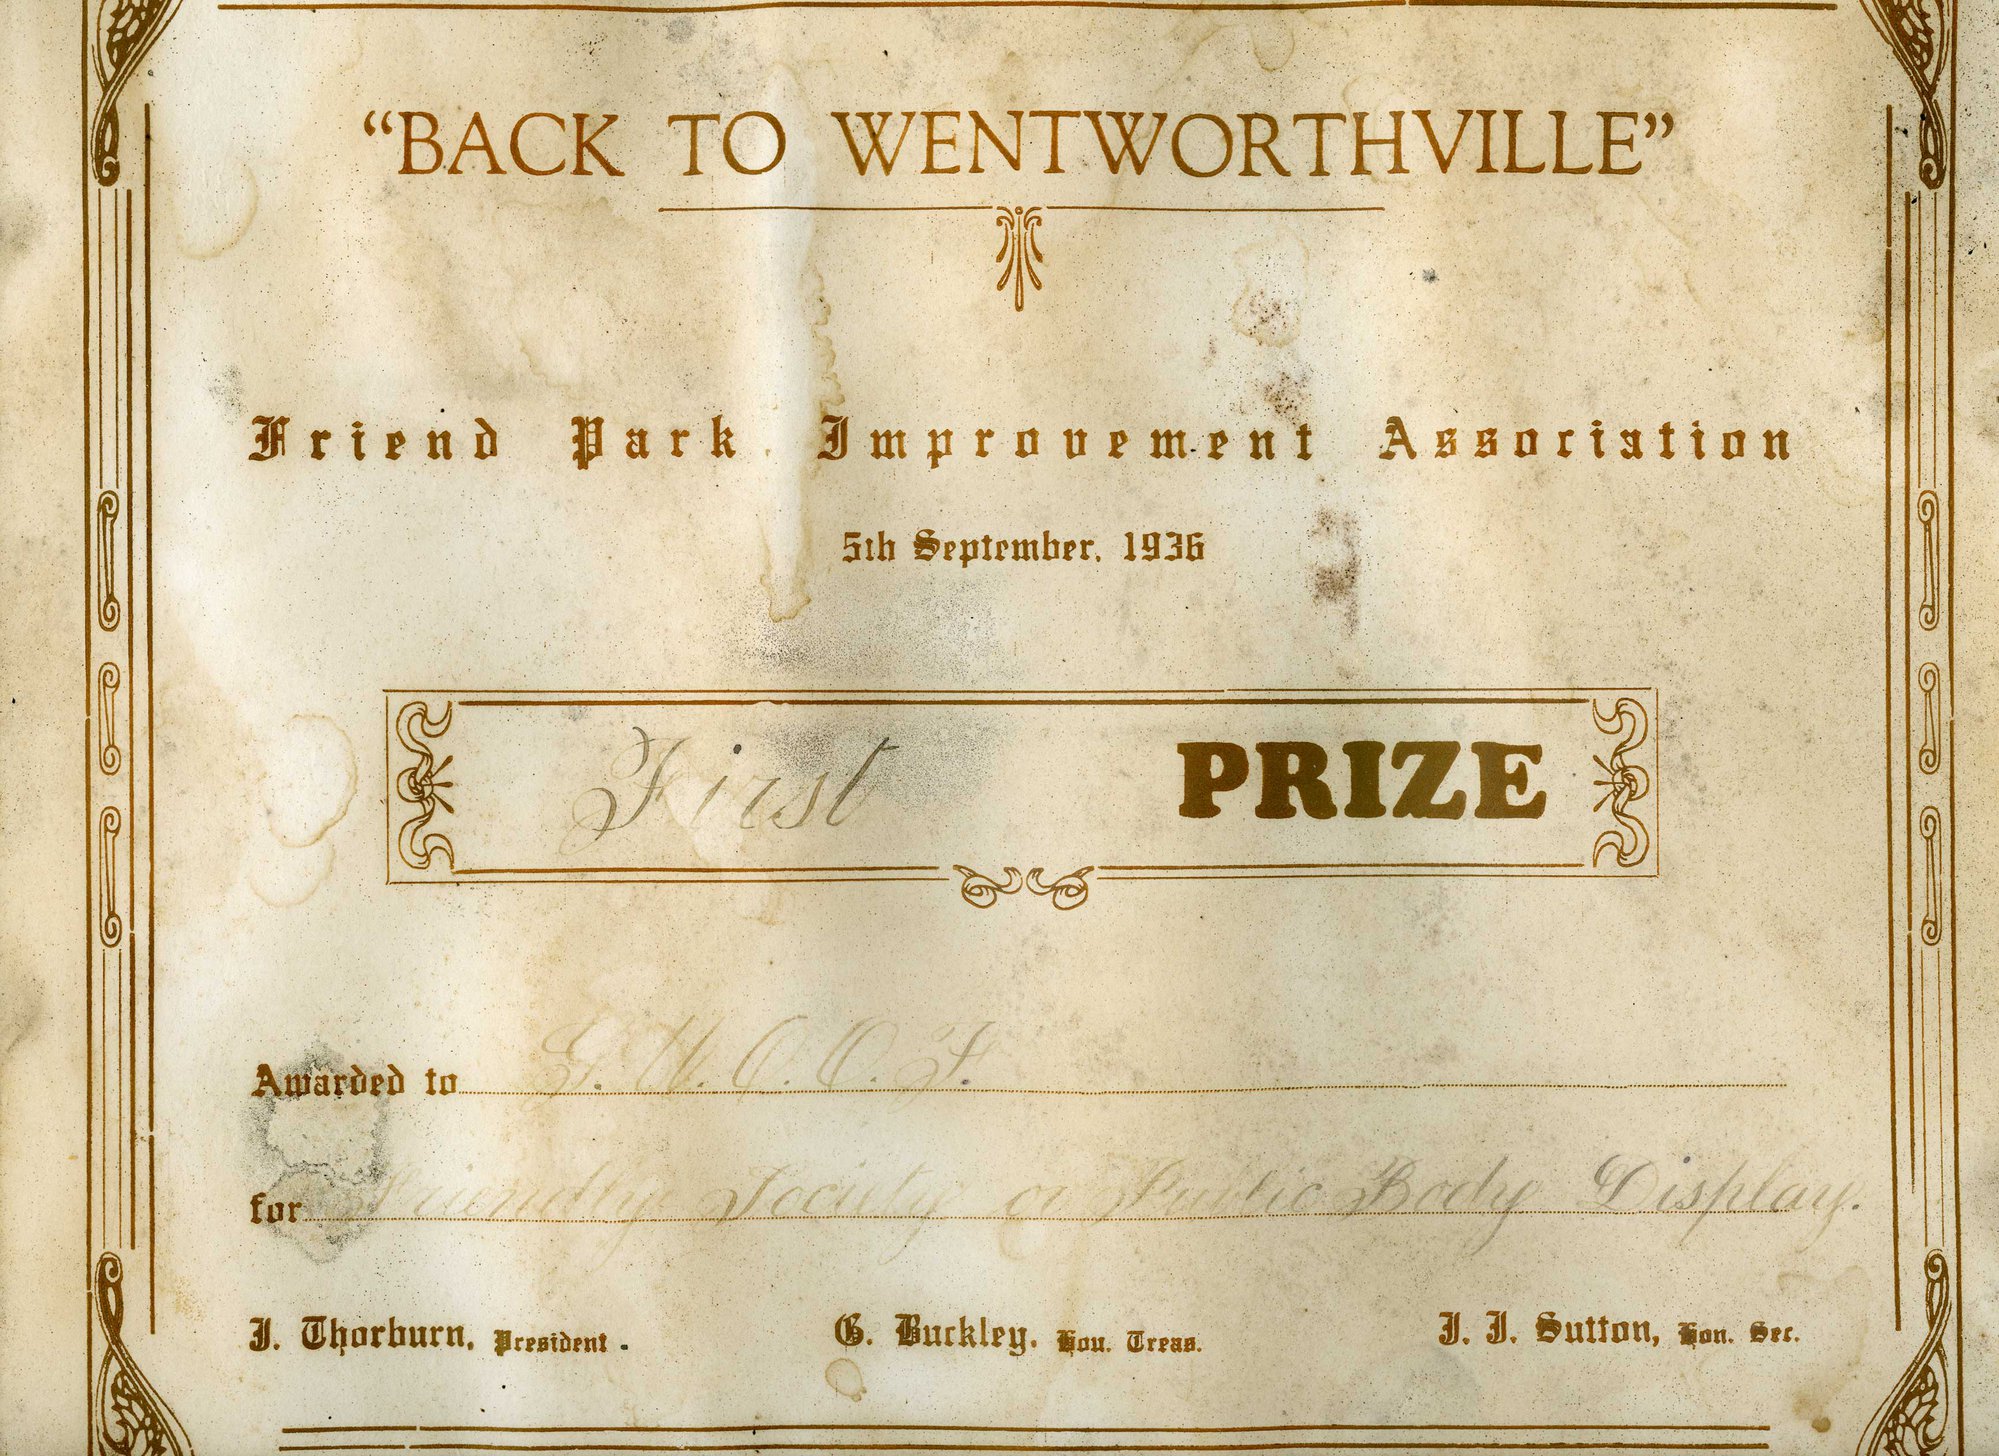 “BACK TO WENTWORTHVILLE”
Friend Park Improvement Association
5th September, 1936
First PRIZE
Awarded to G. U. O. O. F.
for Friendly Society or Public Body Display.
J. Thorburn, President. G. Buckley, Hon. Treas. J. J. Sutton, Hon. Sec.